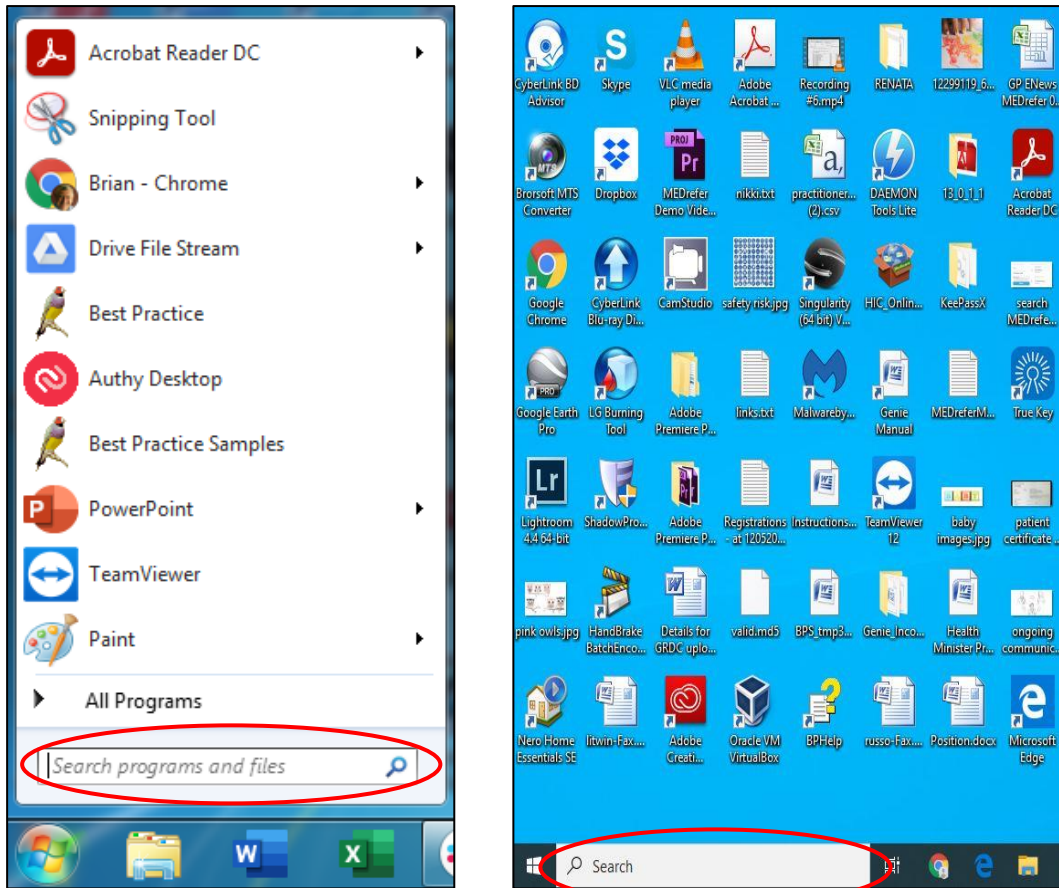 Acrobat Reader DC
Snipping Tool
Brian - Chrome
Drive File Stream
Best Practice
Authy Desktop
Best Practice Samples
PowerPoint
TeamViewer
Paint
All Programs
Search programs and files
CyberLink BD
Advisor
Skype
VLC media
player
Adobe
Acrobat ...
Recording
#6.mp4
RENATA
12299119_6...
GP ENews
MEDrefer 0...
Brorsoft MTS
Converter
Dropbox
MEDrefer
Demo Vide...
nikki.txt
practitioner...
(2).csv
DAEMON
Tools Lite
13_0_1_1
Acrobat
Reader DC
Google
Chrome
CyberLink
Blu-ray Di...
CamStudio
safety risk.jpg
Singularity
(64 bit) V...
HIC_Onlin...
KeePassX
search
MEDrefe...
Google Earth
Pro
LG Burning
Tool
Adobe
Premiere P...
links.txt
Malwareby...
Genie
Manual
MEDreferM...
True Key
Lightroom
4.4 64-bit
ShadowPro...
Adobe
Premiere P...
Registrations
- at 120520...
Instructions...
TeamViewer
12
baby
images.jpg
patient
certificate ...
pink owls.jpg
HandBrake
BatchEnco...
Details for
GRDC uplo...
valid.md5
BPS_tmp3...
Genie_Inco...
Health
Minister Pr...
ongoing
communic...
Nero Home
Essentials SE
litwin-Fax....
Adobe
Creati...
Oracle VM
VirtualBox
BPHelp
russo-Fax....
Position.docx
Microsoft
Edge
Search